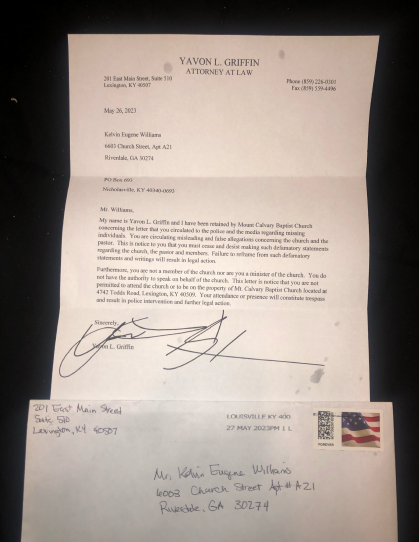 YAVON L. GRIFFIN
ATTORNEY AT LAW
201 East Main Street, Suite 510
Lexington, KY 40507
Phone (859) 226-0301
Fax (859) 559-4496
May 26, 2023
Kelvin Eugene Williams
6603 Church Street, Apt A21
Riverdale, GA 30274
PO Box 693
Nicholasville, KY 40340-0693
Mr. Williams,
My name is Yavon L. Griffin and I have been retained by Mount Calvary Baptist Church
concerning the letter that you circulated to the police and the media regarding missing
individuals. You are circulating misleading and false allegations concerning the church and the
pastor. This is notice to you that you must cease and desist making such defamatory statements
regarding the church, the pastor and members. Failure to reframe from such defamatory
statements and writings will result in legal action.
Furthermore, you are not a member of the church nor are you a minister of the church. You do
not have the authority to speak on behalf of the church. This letter is notice that you are not
permitted to attend the church or to be on the property of Mt. Calvary Baptist Church located at
4742 Todds Road, Lexington, KY 40509. Your attendance or presence will constitute trespass
and result in police intervention and further legal action.
Sincerely,
Yavon L. Griffin
201 East Main Street
Suite 510
Lexington, KY 40507
LOUISVILLE KY 400
27 MAY 2023PM 1 L
FOREVER
Mr. Kelvin Eugene Williams
6003 Church Street Apt # A21
Riverdale, GA 30274